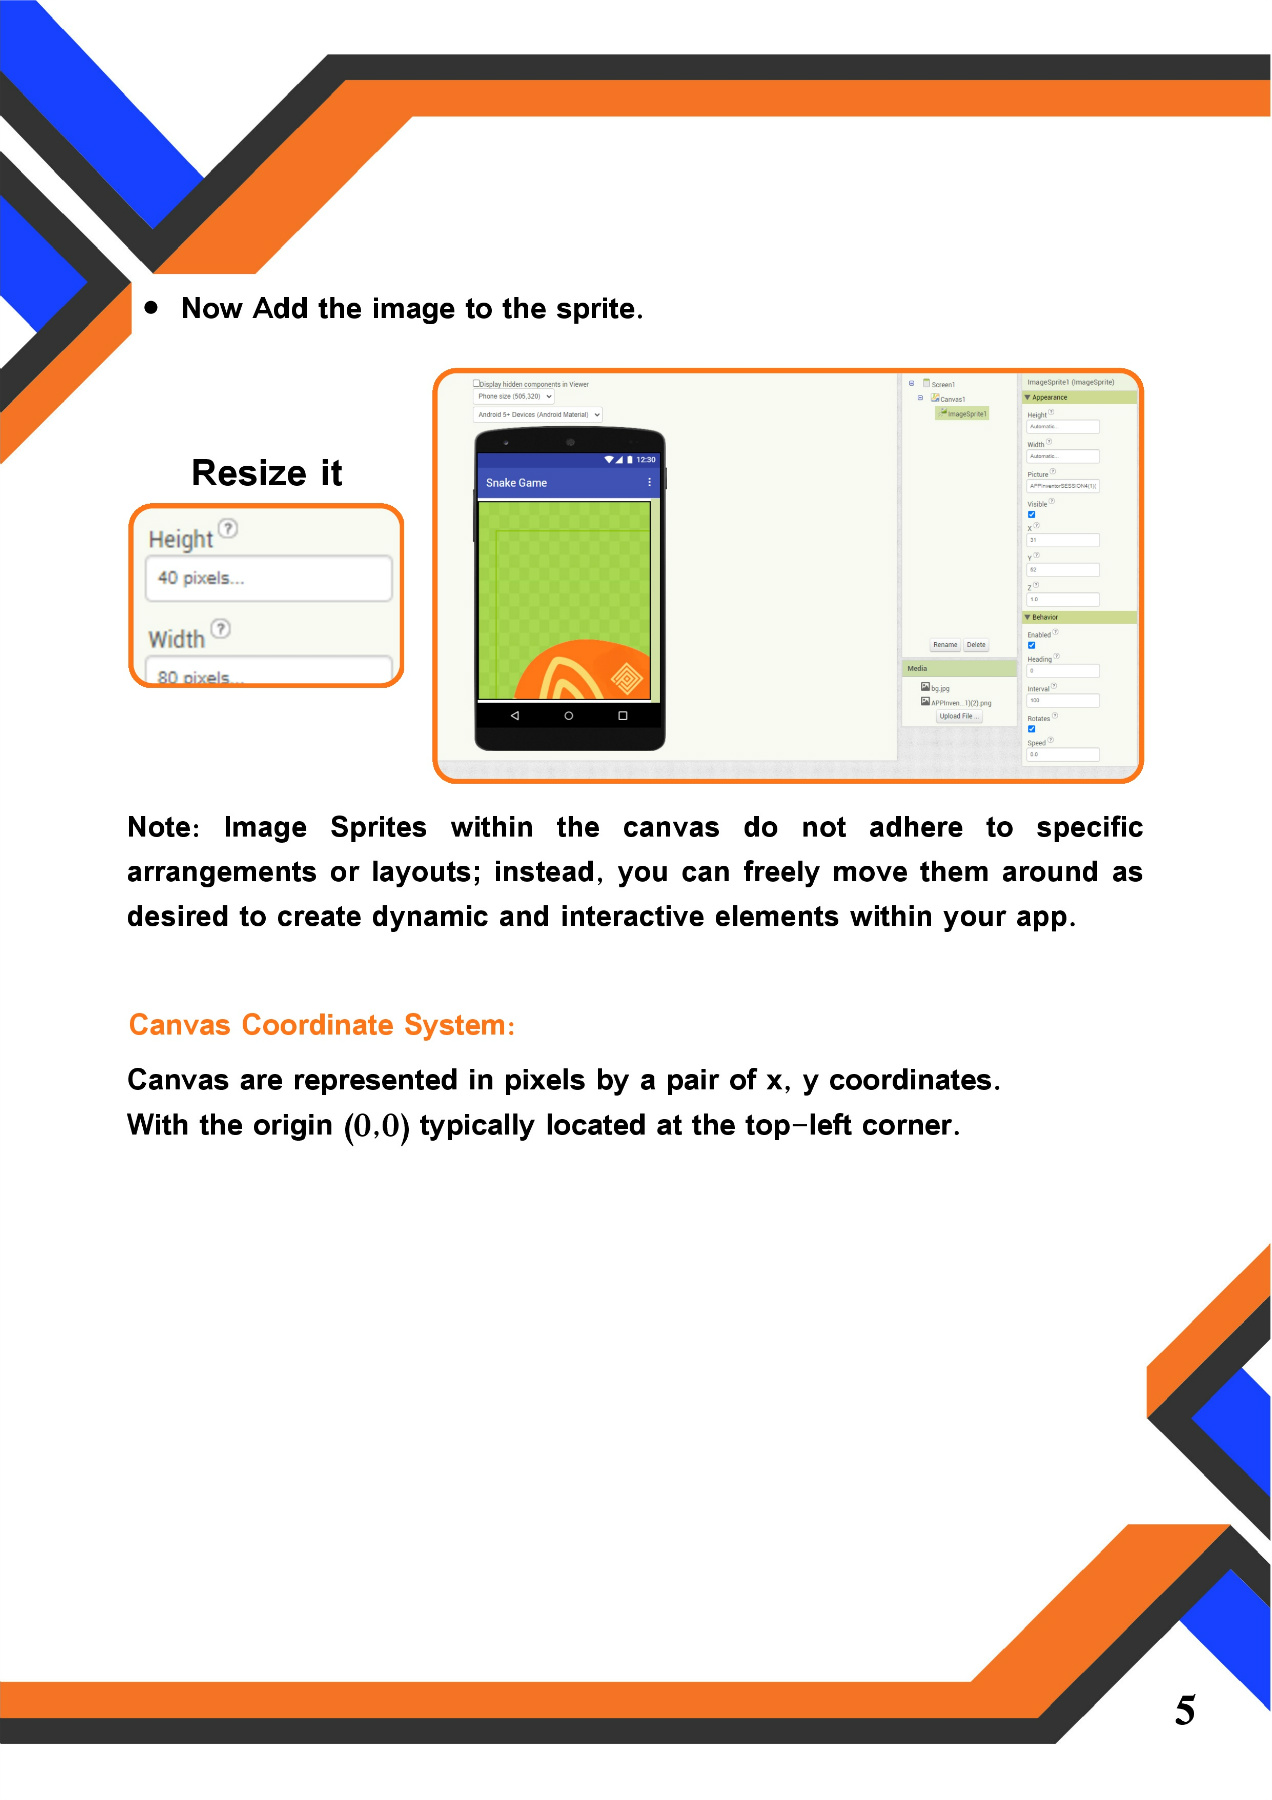 • Now Add the image to the sprite.
Resize it
Height ?
40 pixels...
Width ?
80 pixels...
Display hidden components in Viewer
Phone size (505,320)
Android 5+ Devices (Android Material)
12:30
Snake Game
Screen1
Canvas1
ImageSprite1
Rename Delete
Media
bg.jpg
APPInven... 1)(2).png
Upload File ...
ImageSprite1 (ImageSprite)
Appearance
Height ?
Automatic...
Width ?
Automatic...
Picture ?
APPInventorSESSION4(1)(
Visible ?
X ?
31
Y ?
Z ?
1.0
Behavior
Enabled ?
Heading ?
0
Interval ?
100
Rotates ?
Speed ?
0.0
Note: Image Sprites within the canvas do not adhere to specific
arrangements or layouts; instead, you can freely move them around as
desired to create dynamic and interactive elements within your app.
Canvas Coordinate System:
Canvas are represented in pixels by a pair of x, y coordinates.
With the origin (0,0) typically located at the top-left corner.
5